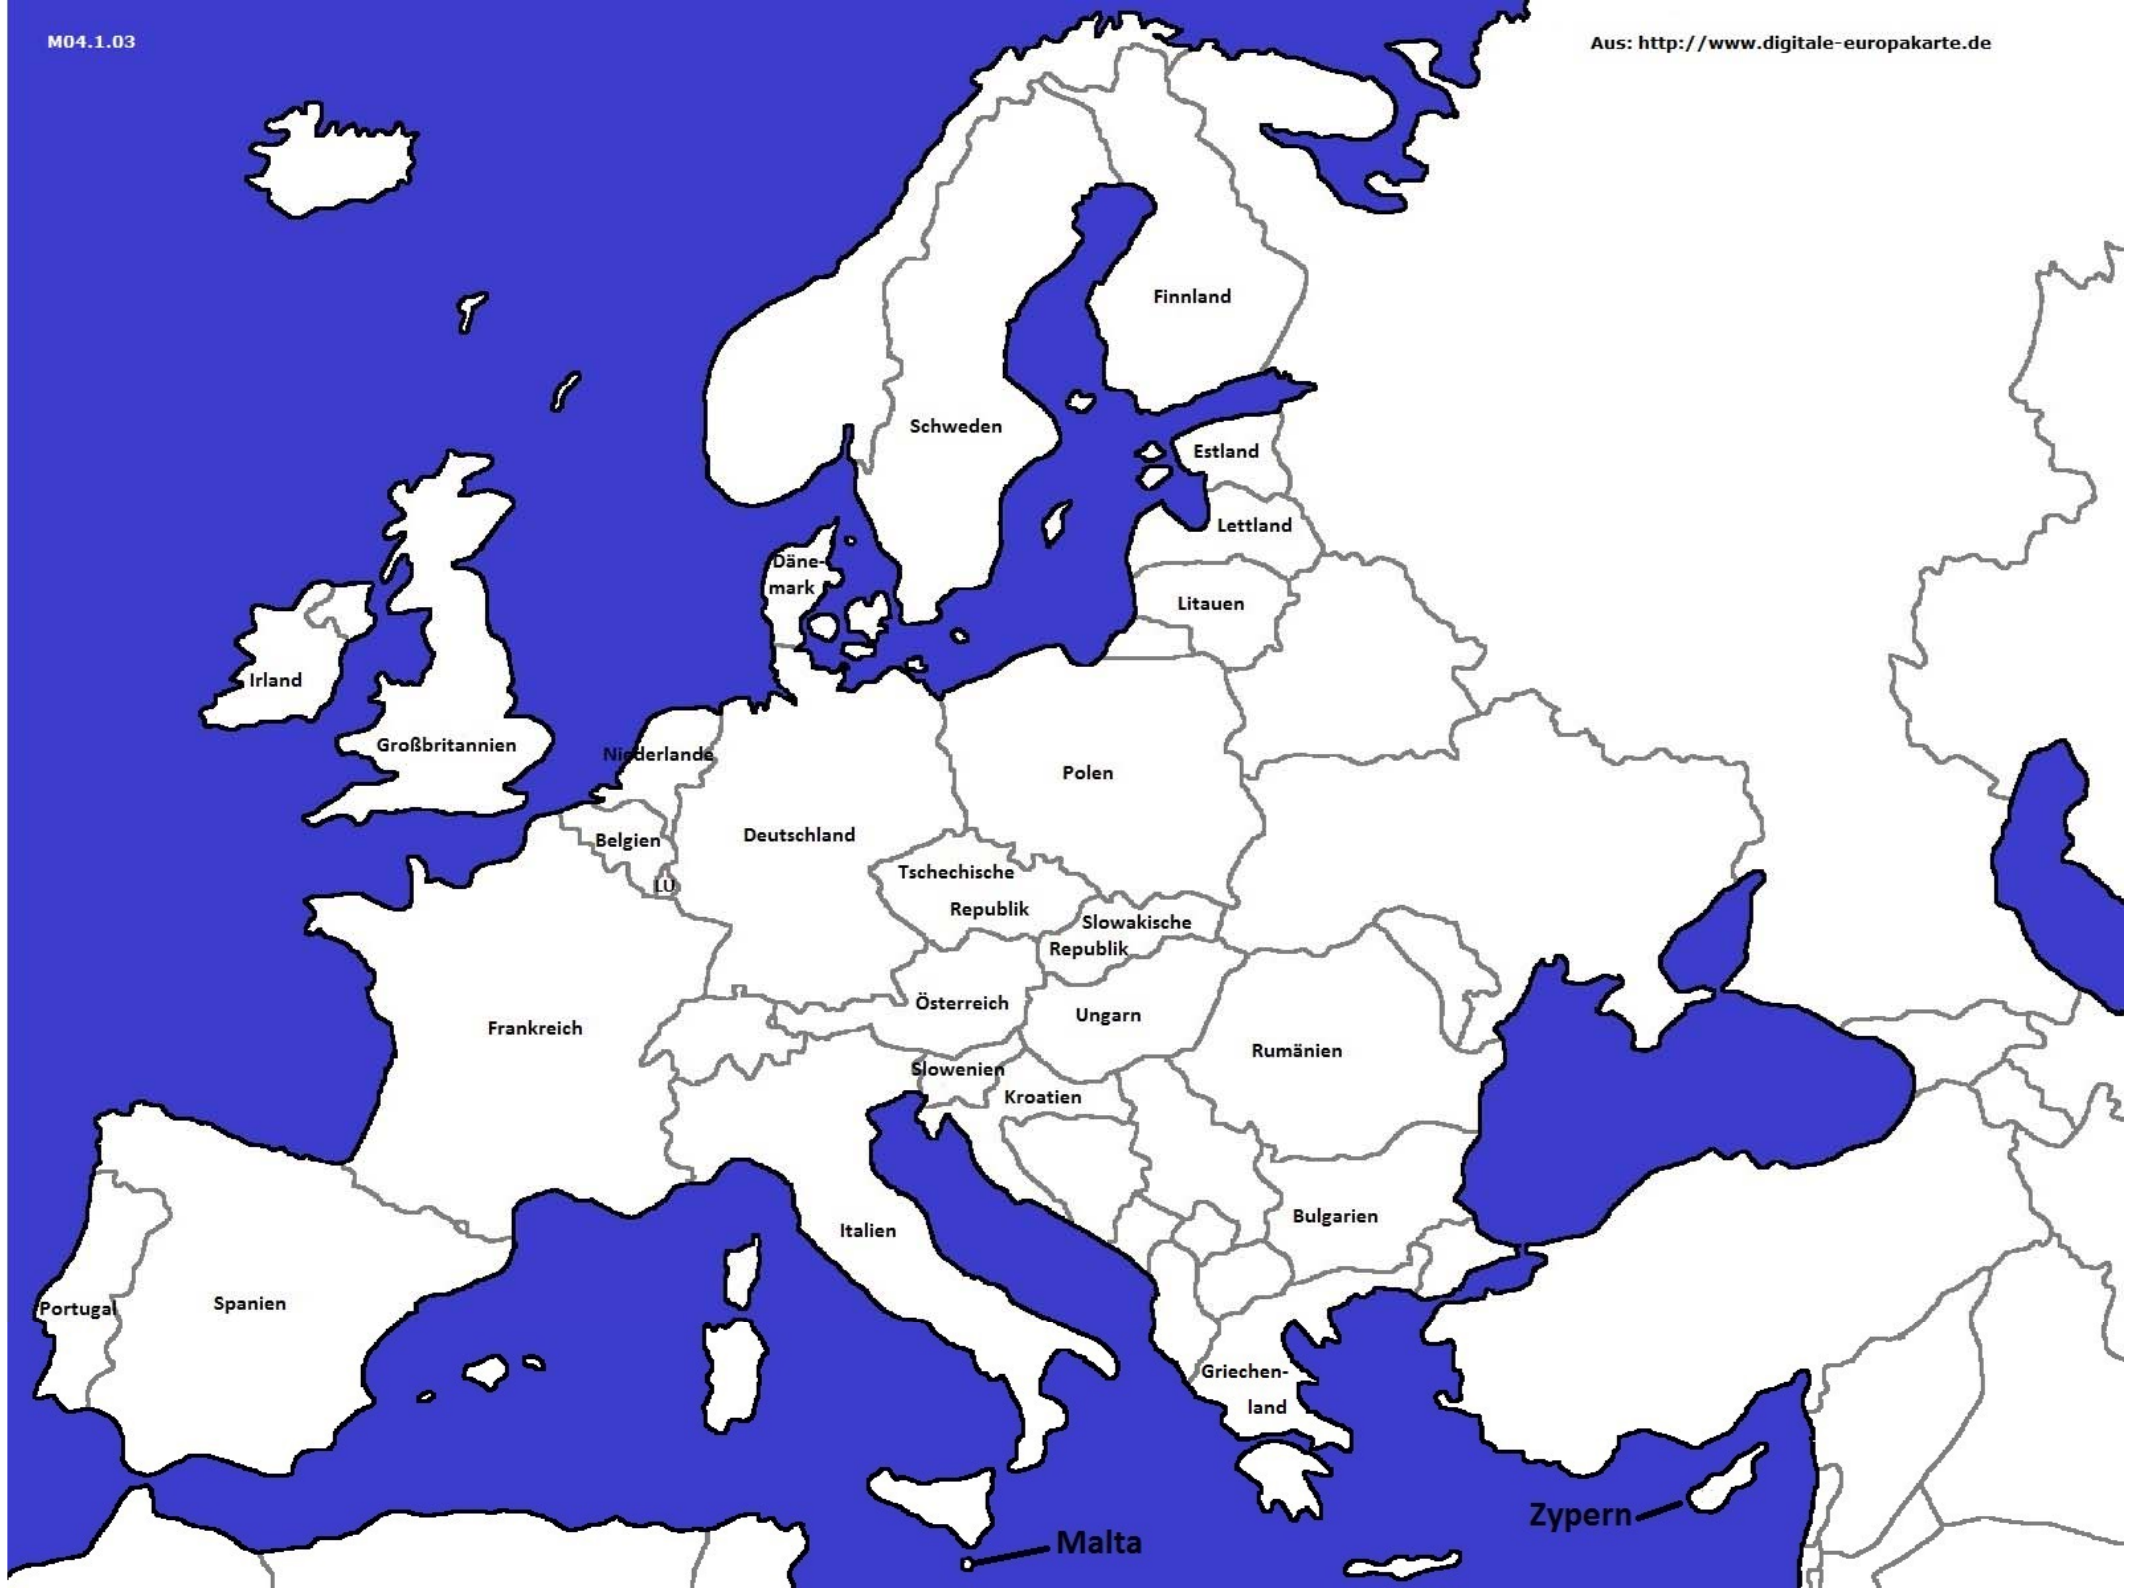 M04.1.03
Aus: http://www.digitale-europakarte.de
Finnland
Schweden
Estland
Lettland
Däne-
mark
Litauen
Irland
Großbritannien
Niederlande
Polen
Deutschland
Belgien
LU
Tschechische
Republik
Slowakische
Republik
Österreich
Ungarn
Frankreich
Rumänien
Slowenien
Kroatien
Bulgarien
Italien
Spanien
Portugal
Griechen-
land
Zypern
Malta